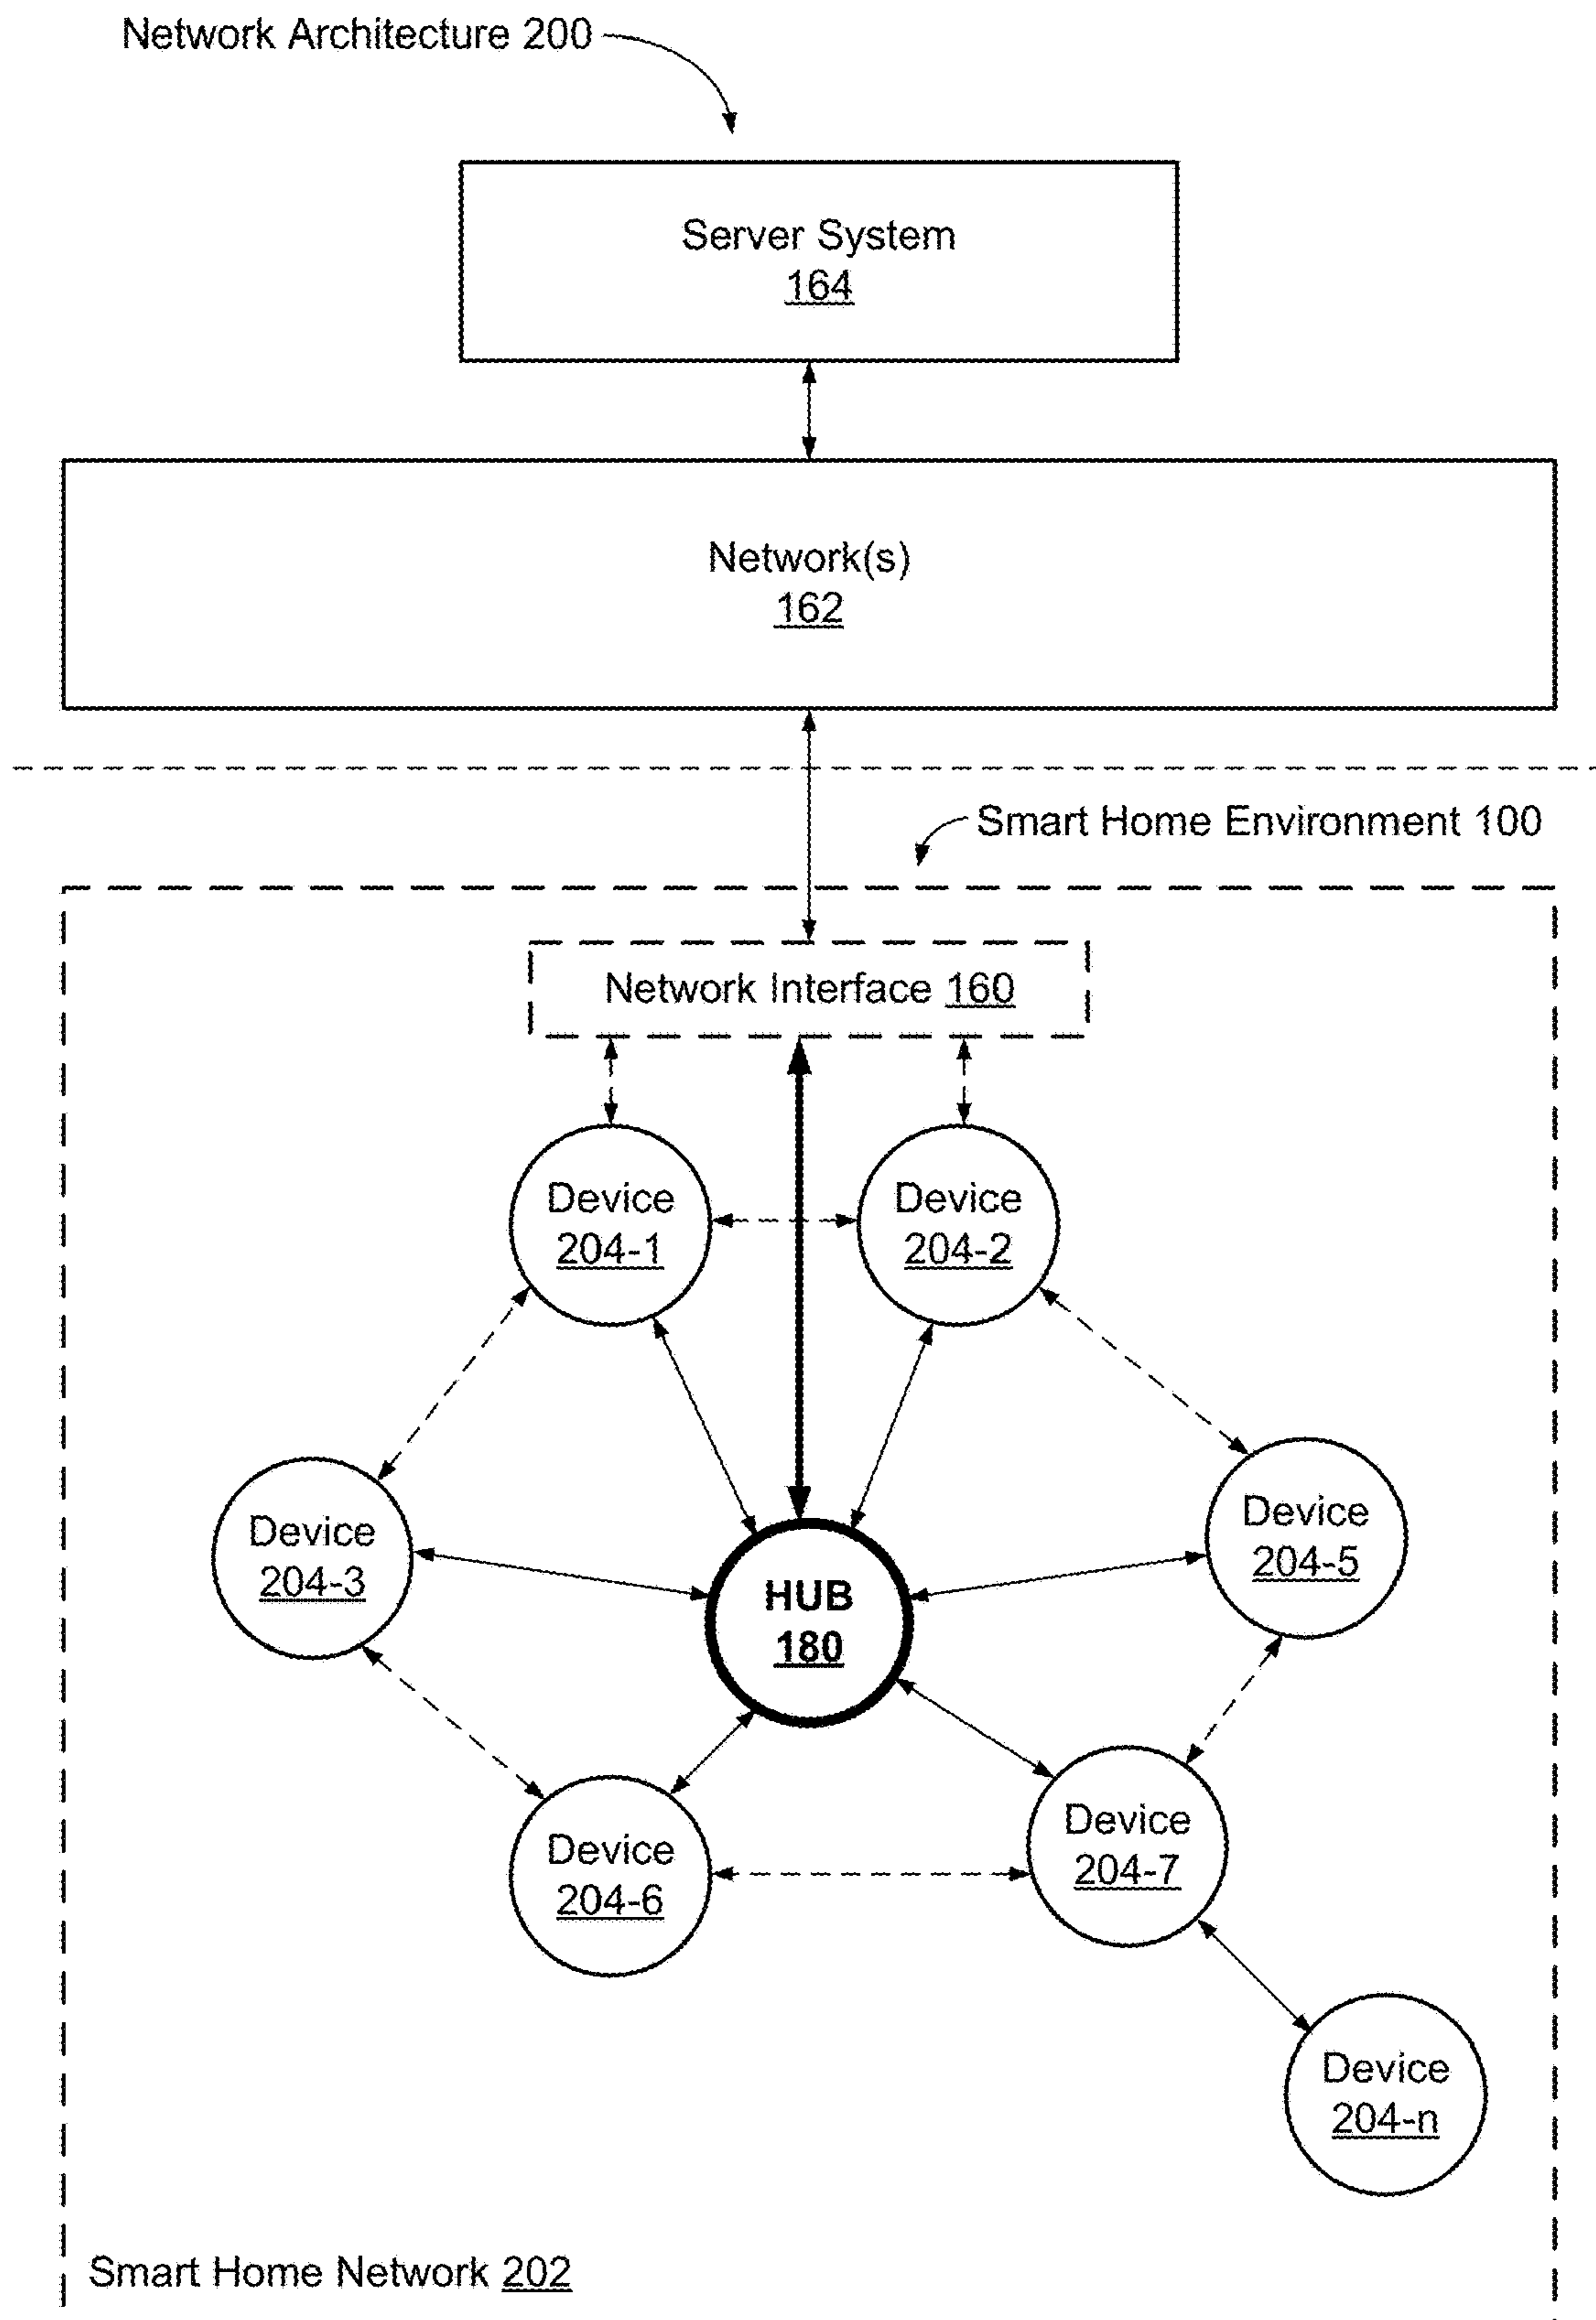 Network Architecture 200
Server System
164
Network(s)
162
Smart Home Environment 100
Network Interface 160
Device
204-1
Device
204-2
Device
204-3
Device
204-5
HUB
180
Device
204-6
Device
204-7
Device
204-n
Smart Home Network 202